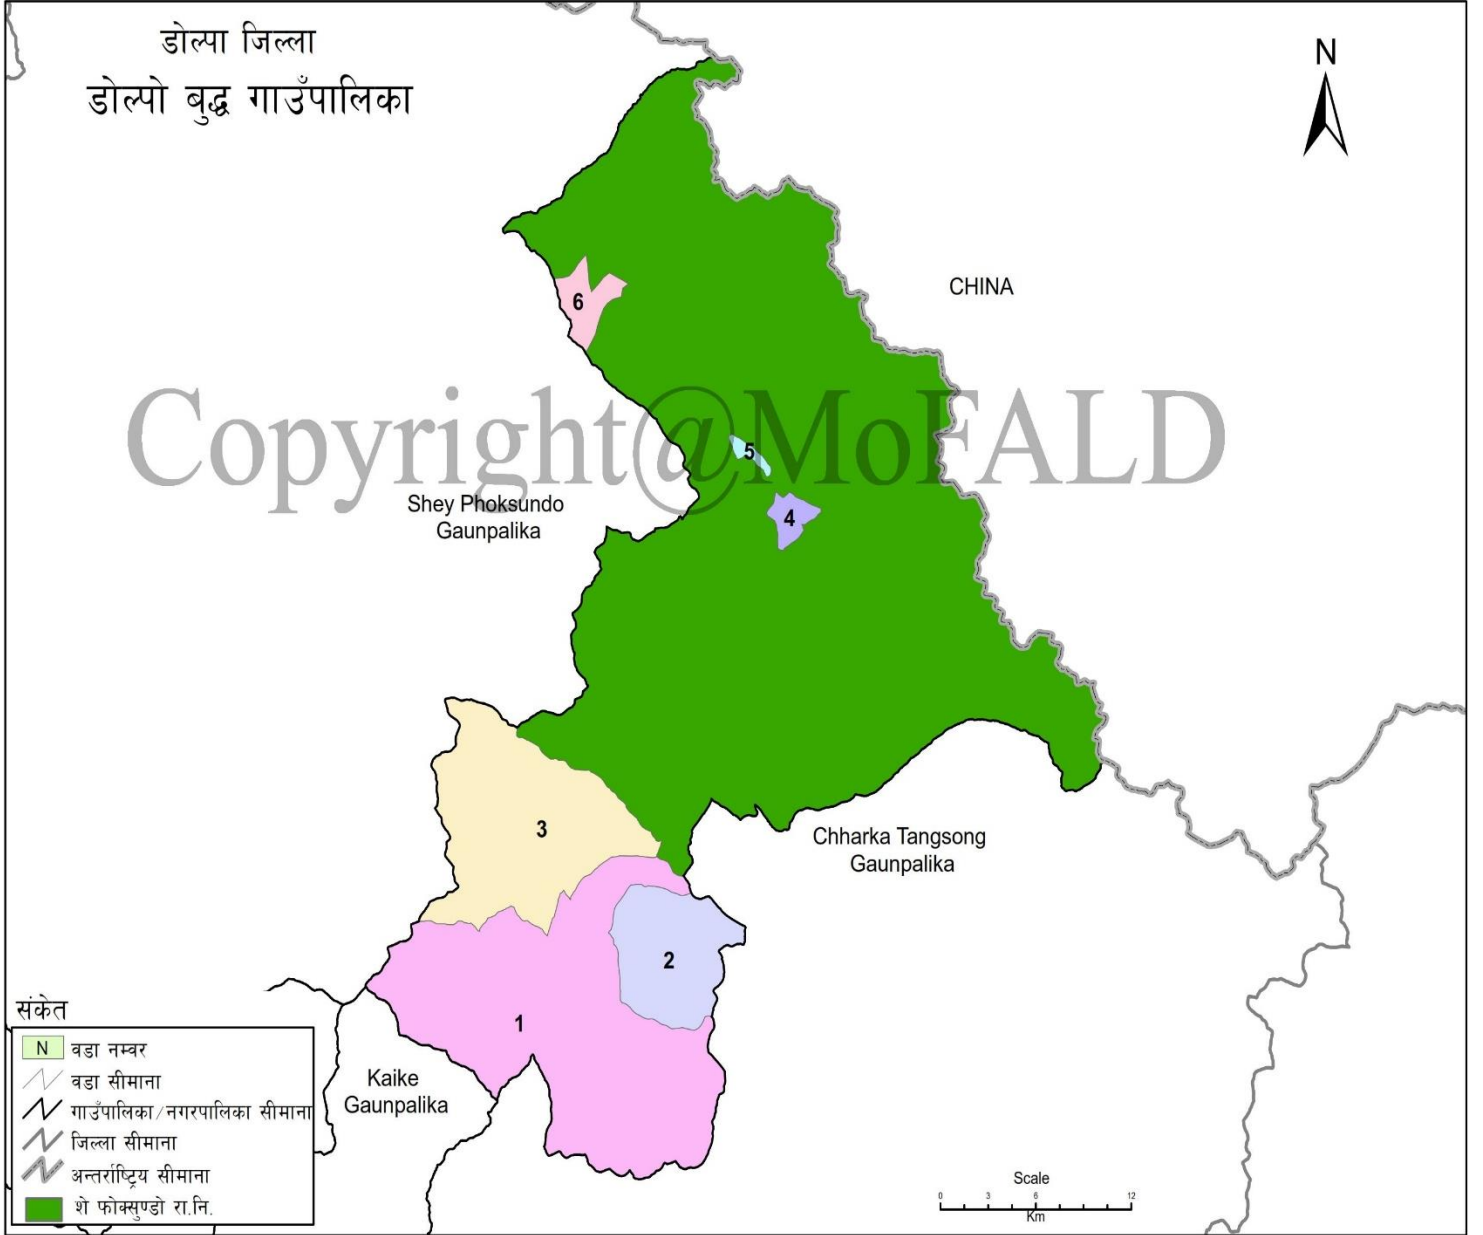 डोल्पा जिल्ला
डोल्पो बुद्ध गाउँपालिका
N
CHINA
6
Copyright@MoFALD
5
Shey Phoksundo
Gaunpalika
4
3
Chharka Tangsong
Gaunpalika
2
1
Kaike
Gaunpalika
संकेत
N वडा नम्वर
वडा सीमाना
गाउँपालिका/नगरपालिका सीमाना
जिल्ला सीमाना
अन्तर्राष्ट्रिय सीमाना
शे फोक्सुण्डो रा.नि.
Scale
0 3 6 12
Km